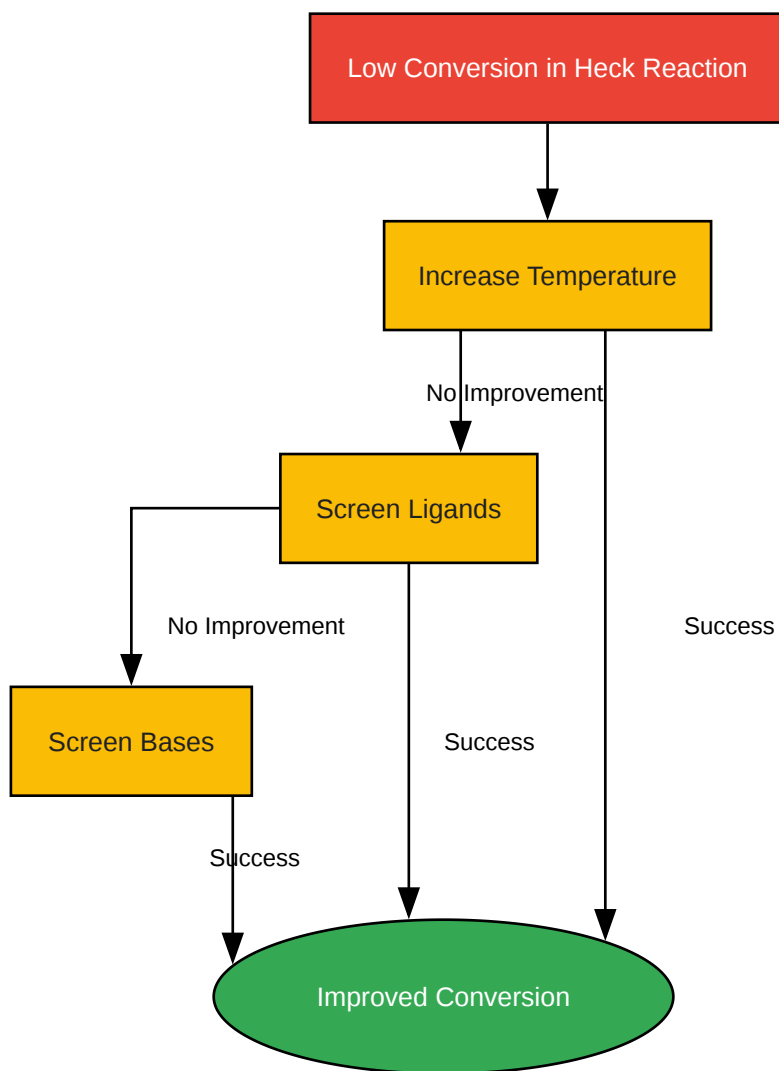 Low Conversion in Heck Reaction
Increase Temperature
No Improvement
Screen Ligands
No Improvement
Success
Screen Bases
Success
Success
Improved Conversion